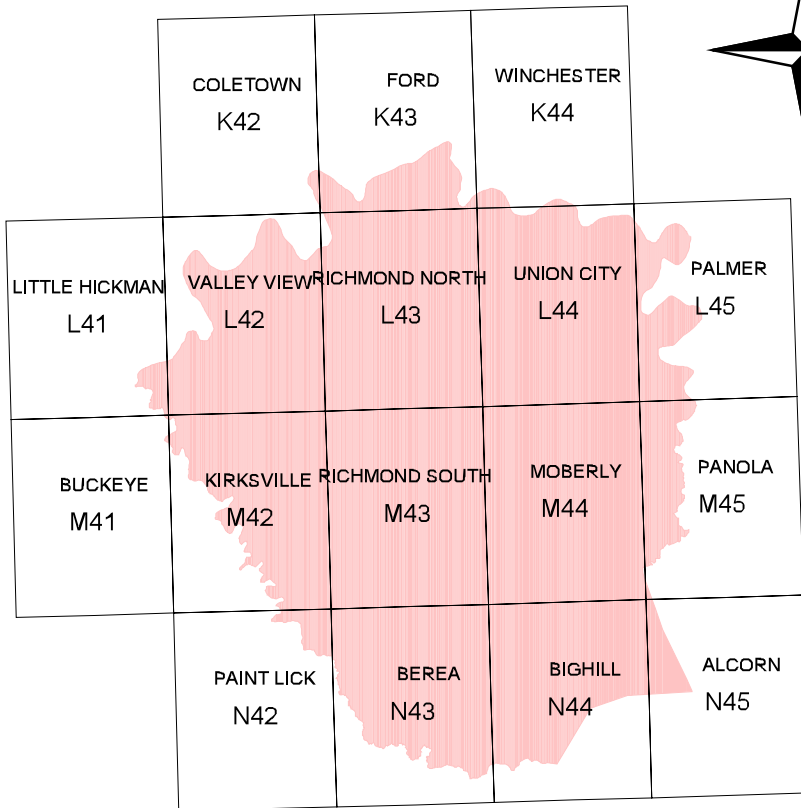 COLETOWN
K42
FORD
K43
WINCHESTER
K44
LITTLE HICKMAN
L41
VALLEY VIEW
L42
RICHMOND NORTH
L43
UNION CITY
L44
PALMER
L45
BUCKEYE
M41
KIRKSVILLE
M42
RICHMOND SOUTH
M43
MOBERLY
M44
PANOLA
M45
PAINT LICK
N42
BEREA
N43
BIGHILL
N44
ALCORN
N45